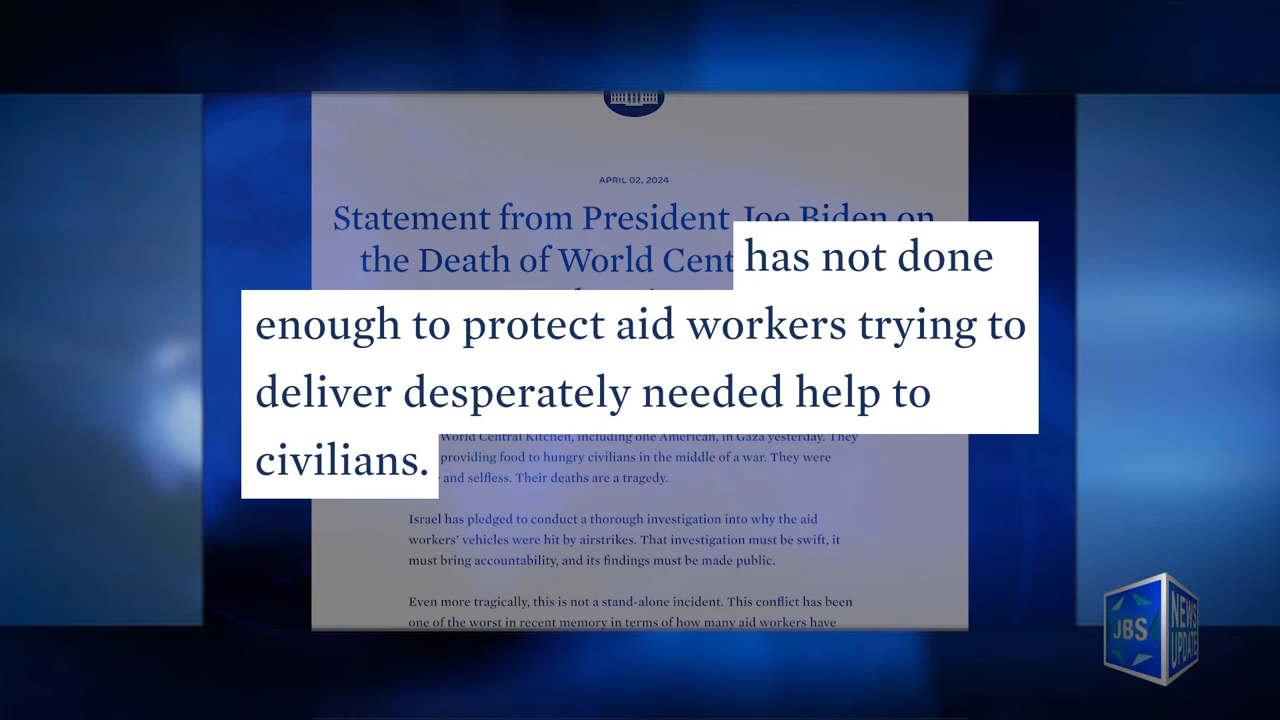 APRIL 02, 2024
Statement from President Joe Biden on
the Death of World Cent
has not done
enough to protect aid workers trying to
deliver desperately needed help to
civilians.
World Central Kitchen, including one American, in Gaza yesterday. They
providing food to hungry civilians in the middle of a war. They were
and selfless. Their deaths are a tragedy.
Israel has pledged to conduct a thorough investigation into why the aid
workers' vehicles were hit by airstrikes. That investigation must be swift, it
must bring accountability, and its findings must be made public.
Even more tragically, this is not a stand-alone incident. This conflict has been
one of the worst in recent memory in terms of how many aid workers have
JBS
NEWS
UPDATE